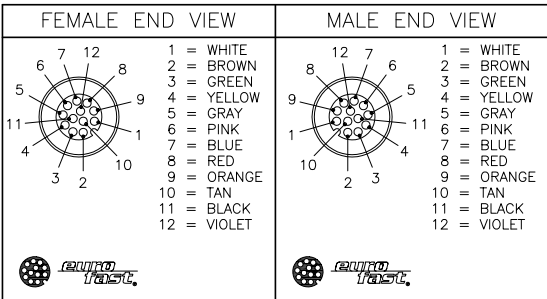 FEMALE END VIEW
7 12
6 8
5 9
11 1
4 10
3 2
1 = WHITE
2 = BROWN
3 = GREEN
4 = YELLOW
5 = GRAY
6 = PINK
7 = BLUE
8 = RED
9 = ORANGE
10 = TAN
11 = BLACK
12 = VIOLET
euro
fast.
MALE END VIEW
12 7
8 6
9 5
1 11
10 4
2 3
1 = WHITE
2 = BROWN
3 = GREEN
4 = YELLOW
5 = GRAY
6 = PINK
7 = BLUE
8 = RED
9 = ORANGE
10 = TAN
11 = BLACK
12 = VIOLET
euro
fast.